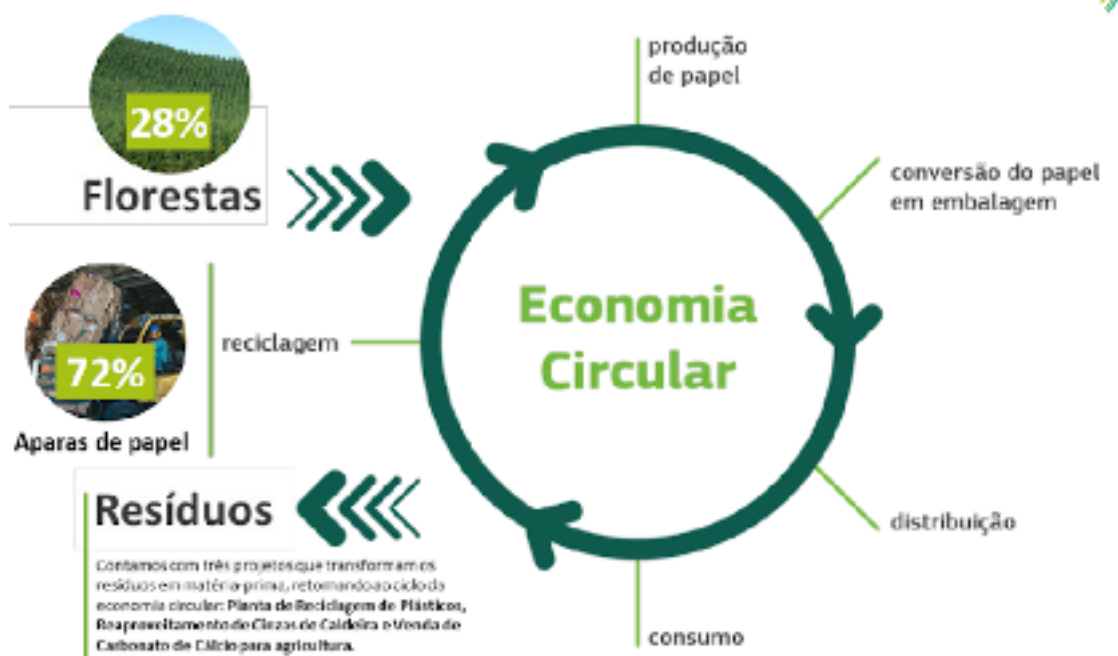 28%
Florestas
produção
de papel
conversão do papel
em embalagem
Economia
Circular
reciclagem
72%
Aparas de papel
distribuição
consumo
Resíduos
Contamos com três projetos que transformam os
resíduos em matéria-prima, retornando ao ciclo da
economia circular: Planta de Reciclagem de Plásticos,
Reaproveitamento de Cinzas de Caldeira e Venda de
Carbonato de Cálcio para agricultura.